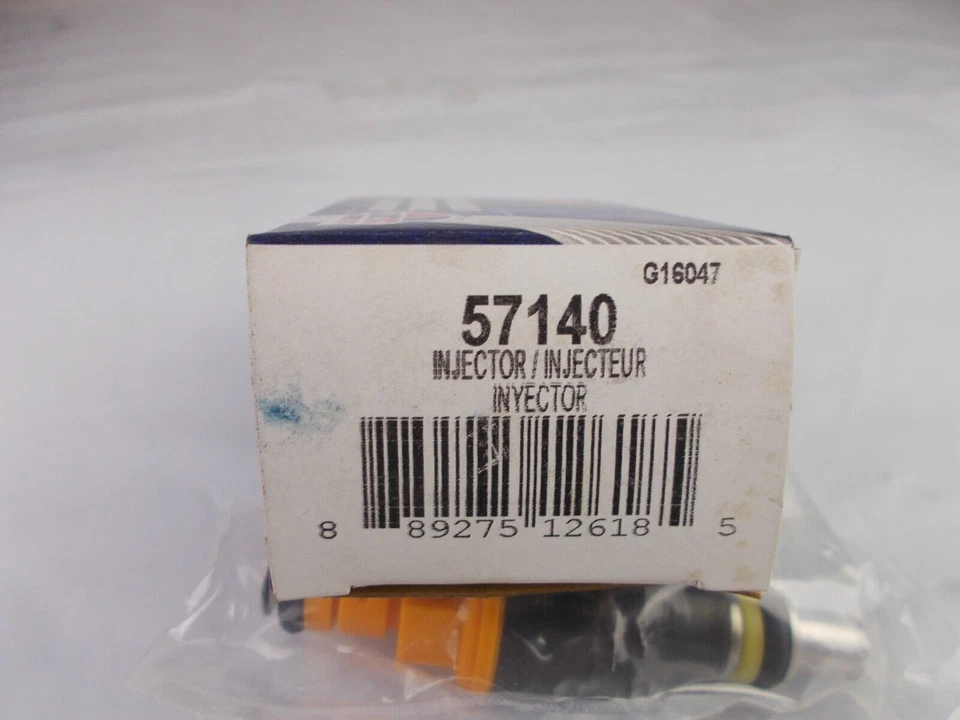 G16047
57140
INJECTOR / INJECTEUR
INYECTOR
8 89275 12618 5